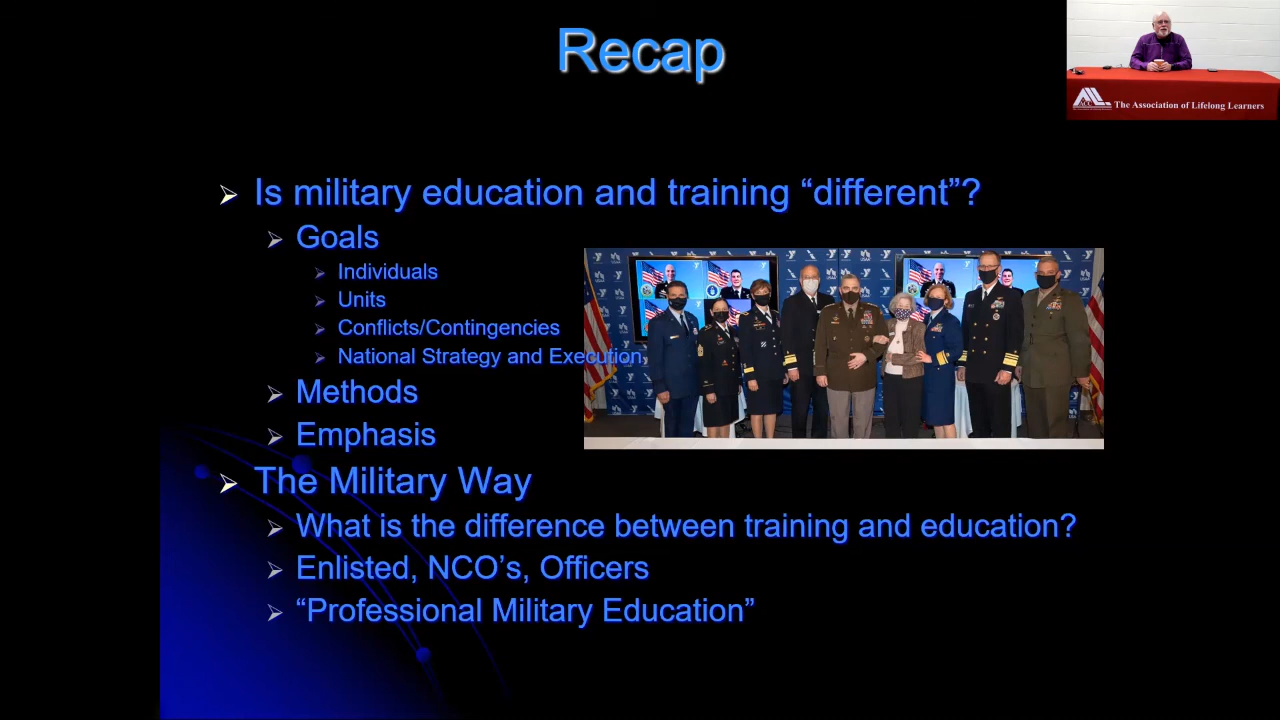 Recap
Is military education and training “different”?
Goals
Individuals
Units
Conflicts/Contingencies
National Strategy and Execution
Methods
Emphasis
The Military Way
What is the difference between training and education?
Enlisted, NCO’s, Officers
“Professional Military Education”
ACC
The Association of Lifelong Learners